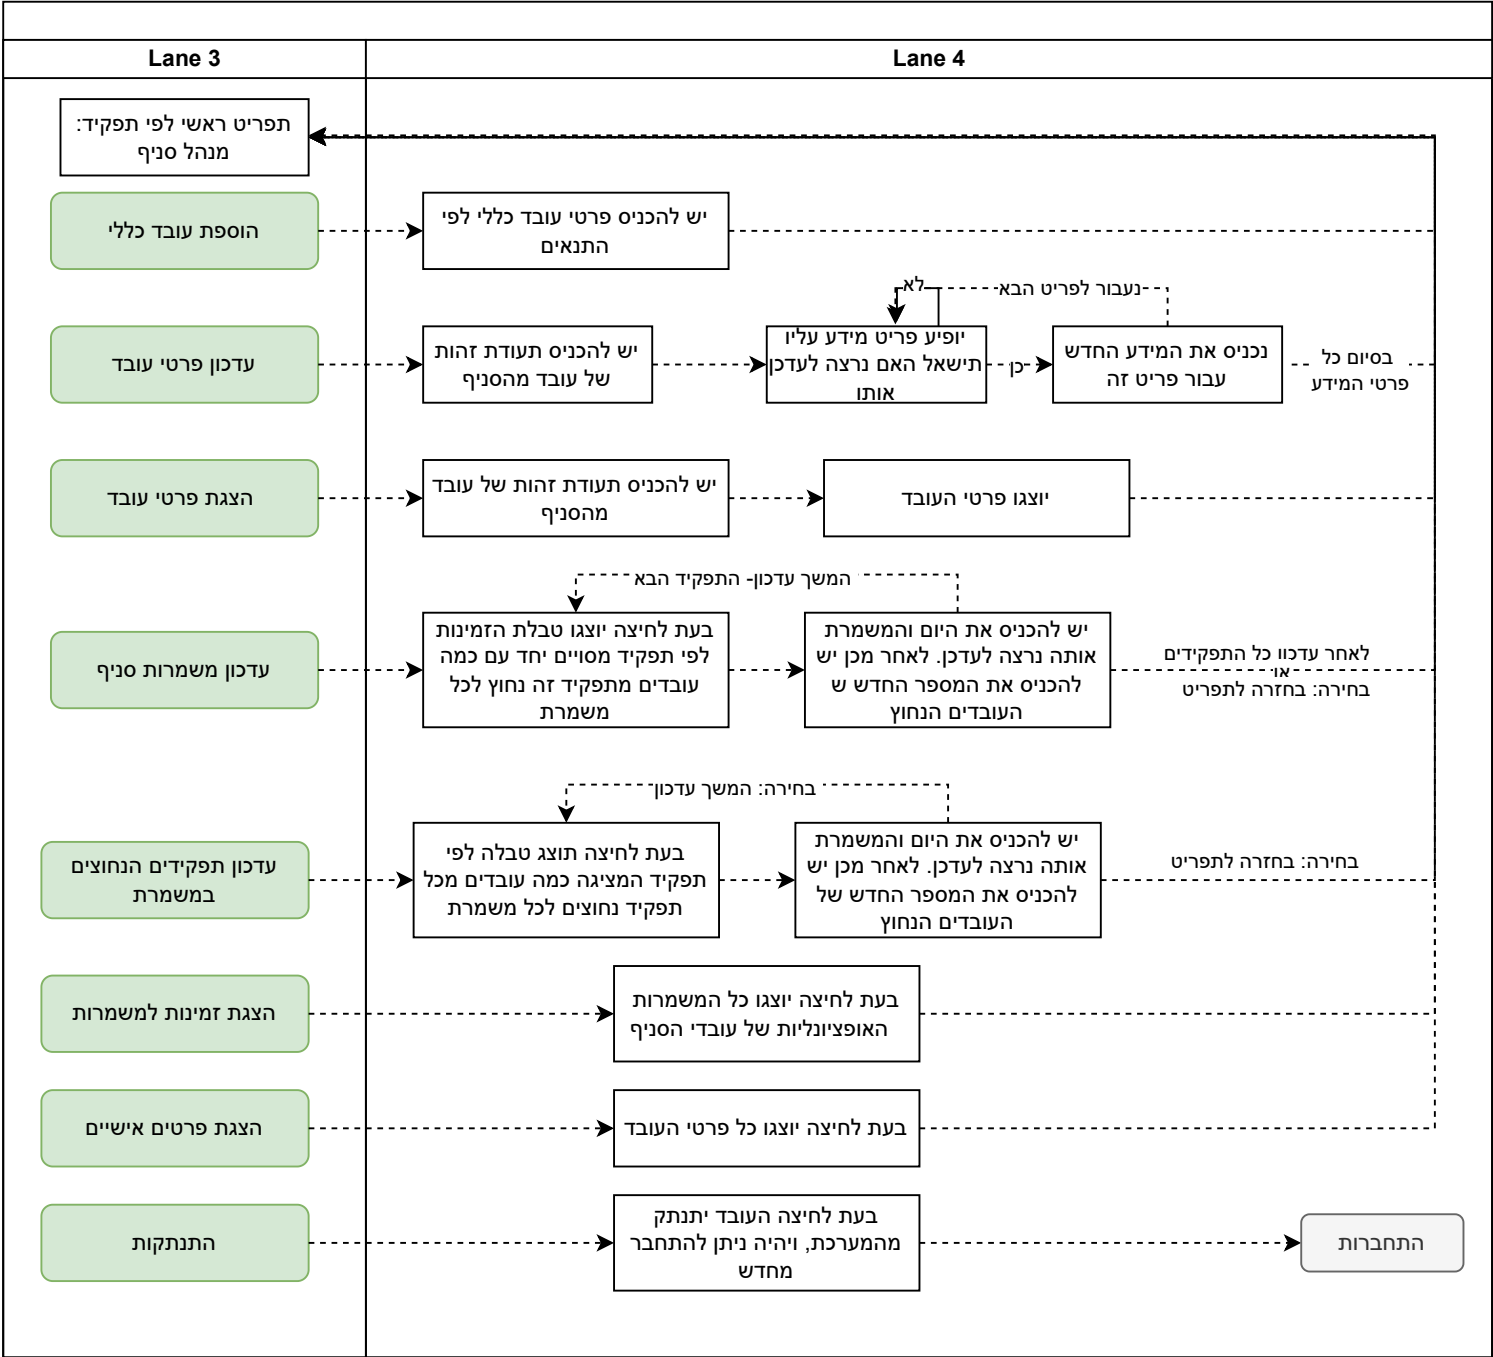 Lane 3
Lane 4
תפריט ראשי לפי תפקיד:
מנהל סניף
הוספת עובד כללי
יש להכניס פרטי עובד כללי לפי
התנאים
לא
נעבור לפריט הבא
עדכון פרטי עובד
יש להכניס תעודת זהות
של עובד מהסניף
יופיע פריט מידע עליו
תישאל האם נרצה לעדכן
אותו
כן
נכניס את המידע החדש
עבור פריט זה
בסיום כל
פרטי המידע
הצגת פרטי עובד
יש להכניס תעודת זהות של עובד
מהסניף
יוצגו פרטי העובד
המשך עדכון- התפקיד הבא
עדכון משמרות סניף
בעת לחיצה יוצגו טבלת הזמינות
לפי תפקיד מסויים יחד עם כמה
עובדים מתפקיד זה נחוץ לכל
משמרת
יש להכניס את היום והמשמרת
אותה נרצה לעדכן. לאחר מכן יש
להכניס את המספר החדש ש
העובדים הנחוץ
לאחר עדכוו כל התפקידים
או
בחירה: בחזרה לתפריט
בחירה: המשך עדכון
עדכון תפקידים הנחוצים
במשמרת
בעת לחיצה תוצג טבלה לפי
תפקיד המציגה כמה עובדים מכל
תפקיד נחוצים לכל משמרת
יש להכניס את היום והמשמרת
אותה נרצה לעדכן. לאחר מכן יש
להכניס את המספר החדש של
העובדים הנחוץ
בחירה: בחזרה לתפריט
הצגת זמינות למשמרות
בעת לחיצה יוצגו כל המשמרות
האופציונליות של עובדי הסניף
הצגת פרטים אישיים
בעת לחיצה יוצגו כל פרטי העובד
התנתקות
בעת לחיצה העובד יתנתק
מהמערכת, ויהיה ניתן להתחבר
מחדש
התחברות